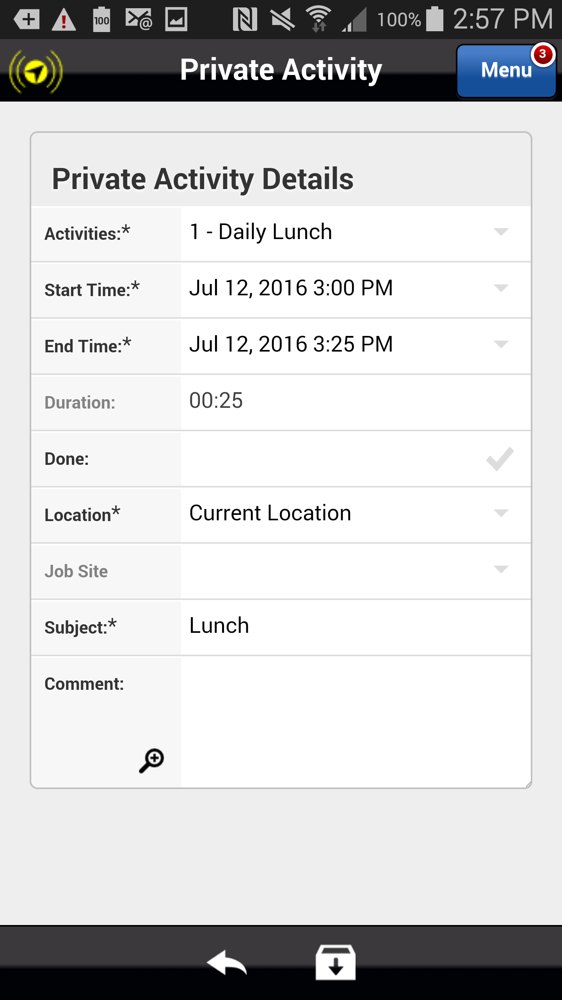 100 @ 100% 2:57 PM
Private Activity
Menu 3
Private Activity Details
Activities:* 1 - Daily Lunch
Start Time:* Jul 12, 2016 3:00 PM
End Time:* Jul 12, 2016 3:25 PM
Duration: 00:25
Done:
Location* Current Location
Job Site
Subject:* Lunch
Comment: